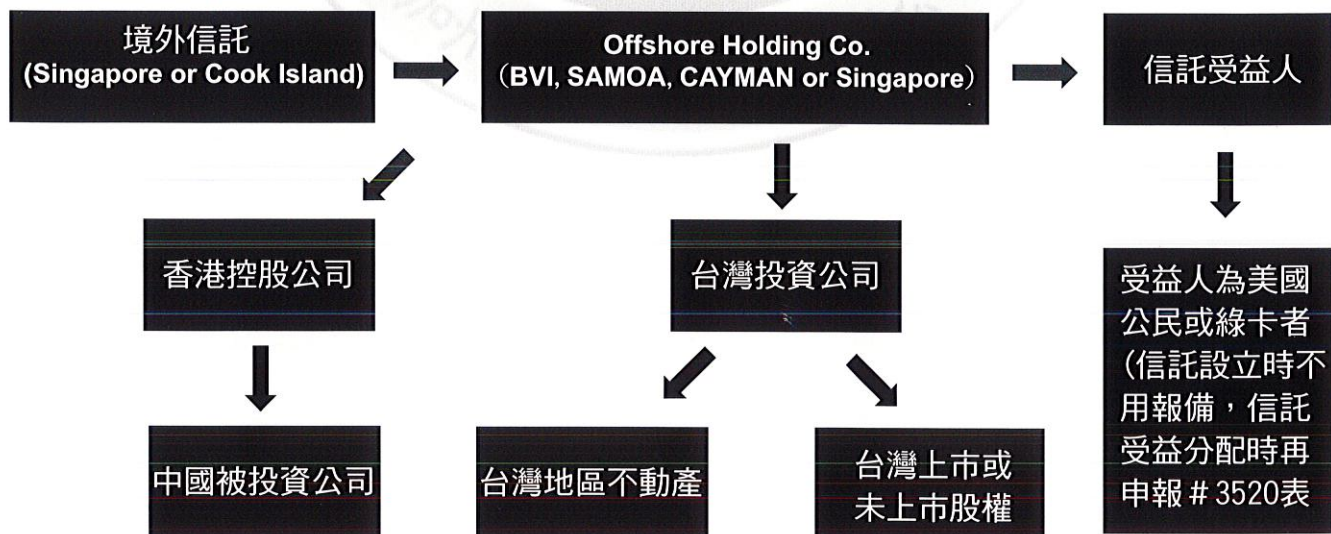 境外信託
(Singapore or Cook Island)
Offshore Holding Co.
（BVI, SAMOA, CAYMAN or Singapore）
信託受益人
香港控股公司
台灣投資公司
受益人為美國
公民或綠卡者
(信託設立時不
用報備，信託
受益分配時再
申報＃3520表
中國被投資公司
台灣地區不動產
台灣上市或
未上市股權